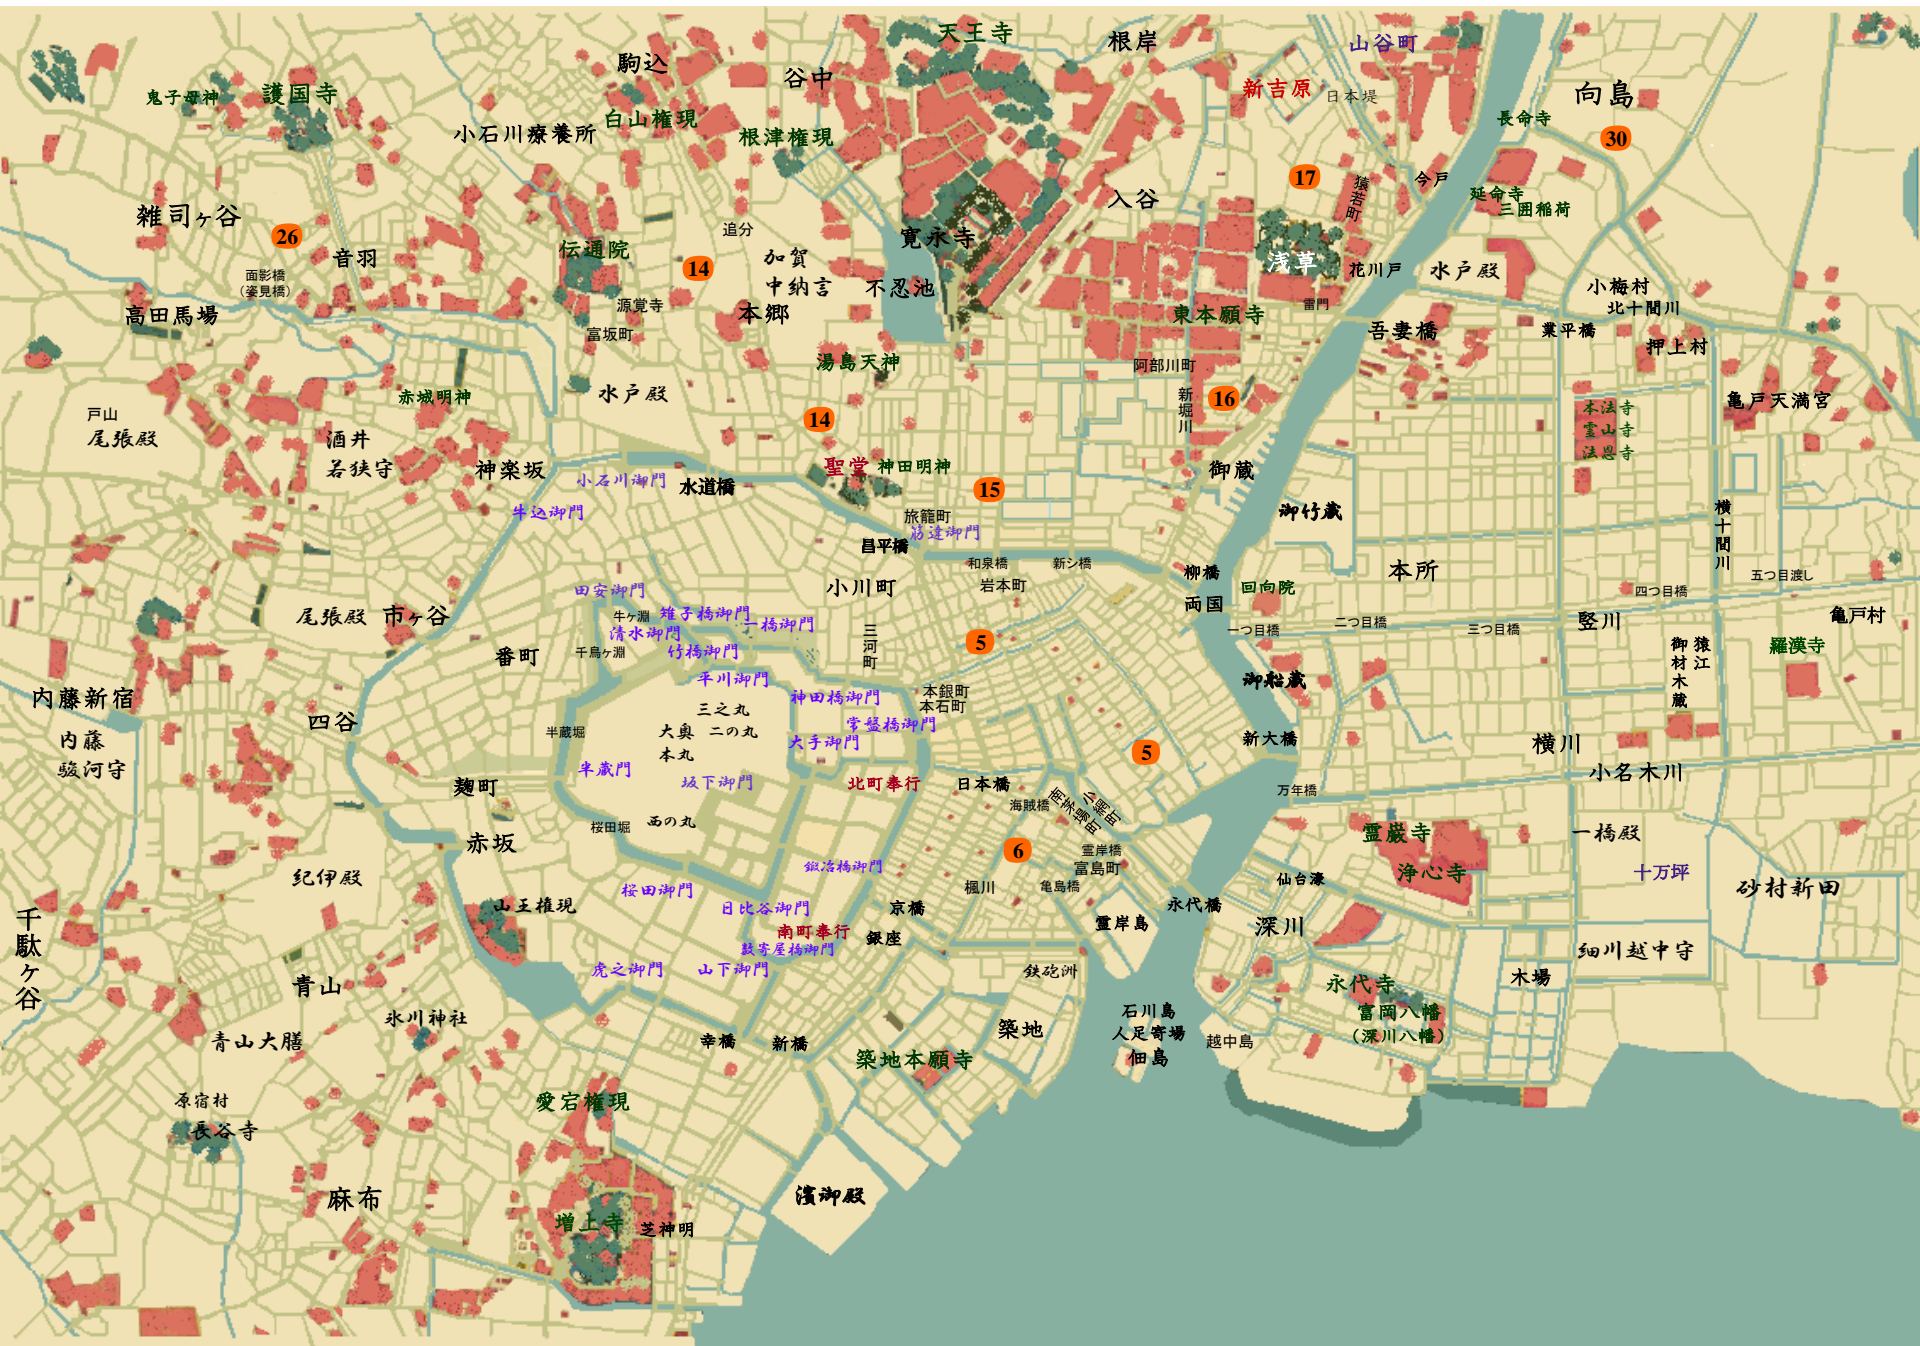 天王寺
根岸
山谷町
駒込
谷中
新吉原
日本堤
向島
鬼子母神
護国寺
小石川療養所
白山権現
根津権現
長命寺
30
17
猿若町
今戸
延命寺
三囲稲荷
入谷
雑司ヶ谷
26
音羽
面影橋
(姿見橋)
伝通院
追分
14
加賀
中納言
寛永寺
不忍池
浅草
花川戸
水戸殿
小梅村
北十間川
高田馬場
源覚寺
富坂町
本郷
東本願寺
雷門
吾妻橋
業平橋
押上村
湯島天神
阿部川町
新堀川
16
赤城明神
水戸殿
戸山
尾張殿
酒井
若狭守
14
本法寺
霊山寺
法恩寺
亀戸天満宮
神楽坂
小石川御門
水道橋
聖堂
神田明神
御蔵
15
牛込御門
旅籠町
筋違御門
昌平橋
御竹蔵
横十間川
和泉橋
新シ橋
柳橋
本所
五つ目渡し
田安御門
小川町
岩本町
回向院
両国
四つ目橋
尾張殿
市ヶ谷
牛ヶ淵
雉子橋御門
一橋御門
清水御門
三河町
5
一つ目橋
二つ目橋
三つ目橋
竪川
亀戸村
番町
千鳥ヶ淵
竹橋御門
御材木蔵
猿江
羅漢寺
平川御門
御船蔵
内藤新宿
神田橋御門
本銀町
本石町
四谷
三之丸
大奥
二の丸
本丸
常盤橋御門
大手御門
半蔵堀
内藤
駿河守
半蔵門
坂下御門
北町奉行
日本橋
5
新大橋
横川
小名木川
麹町
海賊橋
南茅場町
小網町
万年橋
桜田堀
西の丸
赤坂
6
霊岸橋
富島町
霊巌寺
一橋殿
鍛冶橋御門
浄心寺
十万坪
紀伊殿
桜田御門
楓川
亀島橋
仙台濠
砂村新田
山王権現
日比谷御門
京橋
永代橋
千駄ヶ谷
南町奉行
銀座
霊岸島
深川
数寄屋橋御門
細川越中守
虎之御門
山下御門
鉄砲洲
木場
青山
永代寺
氷川神社
石川島
人足寄場
佃島
富岡八幡
(深川八幡)
青山大膳
幸橋
新橋
築地
越中島
築地本願寺
原宿村
愛宕権現
長谷寺
麻布
濱御殿
増上寺
芝神明